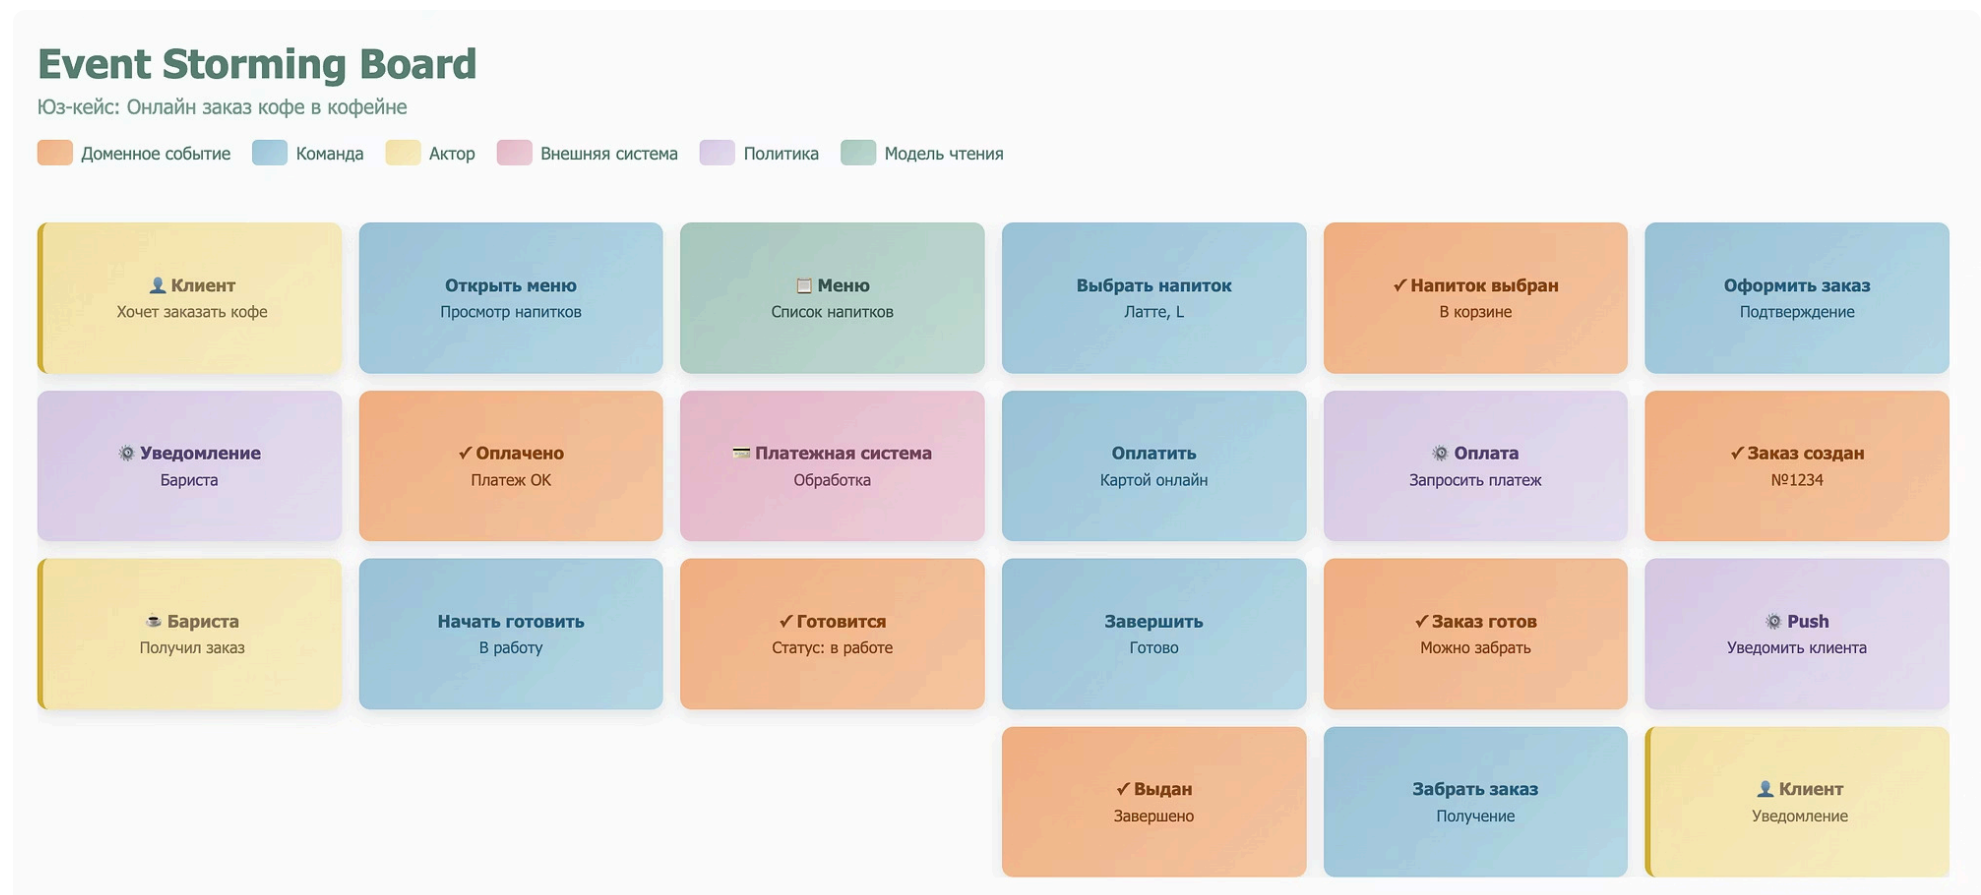 Event Storming Board
Юз-кейс: Онлайн заказ кофе в кофейне
Доменное событие
Команда
Актор
Внешняя система
Политика
Модель чтения
Клиент
Хочет заказать кофе
Открыть меню
Просмотр напитков
Меню
Список напитков
Выбрать напиток
Латте, L
✓ Напиток выбран
В корзине
Оформить заказ
Подтверждение
Уведомление
Бариста
✓ Оплачено
Платеж ОК
Платежная система
Обработка
Оплатить
Картой онлайн
Оплата
Запросить платеж
✓ Заказ создан
№1234
Бариста
Получил заказ
Начать готовить
В работу
✓ Готовится
Статус: в работе
Завершить
Готово
✓ Заказ готов
Можно забрать
Push
Уведомить клиента
✓ Выдан
Завершено
Забрать заказ
Получение
Клиент
Уведомление